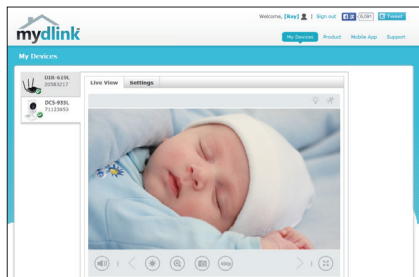 Welcome, [Roy] | Sign out
Tweet
mydlink
My Devices Product Mobile App Support
My Devices
DIR-619L
20583217
DCS-933L
71123853
Live View Settings